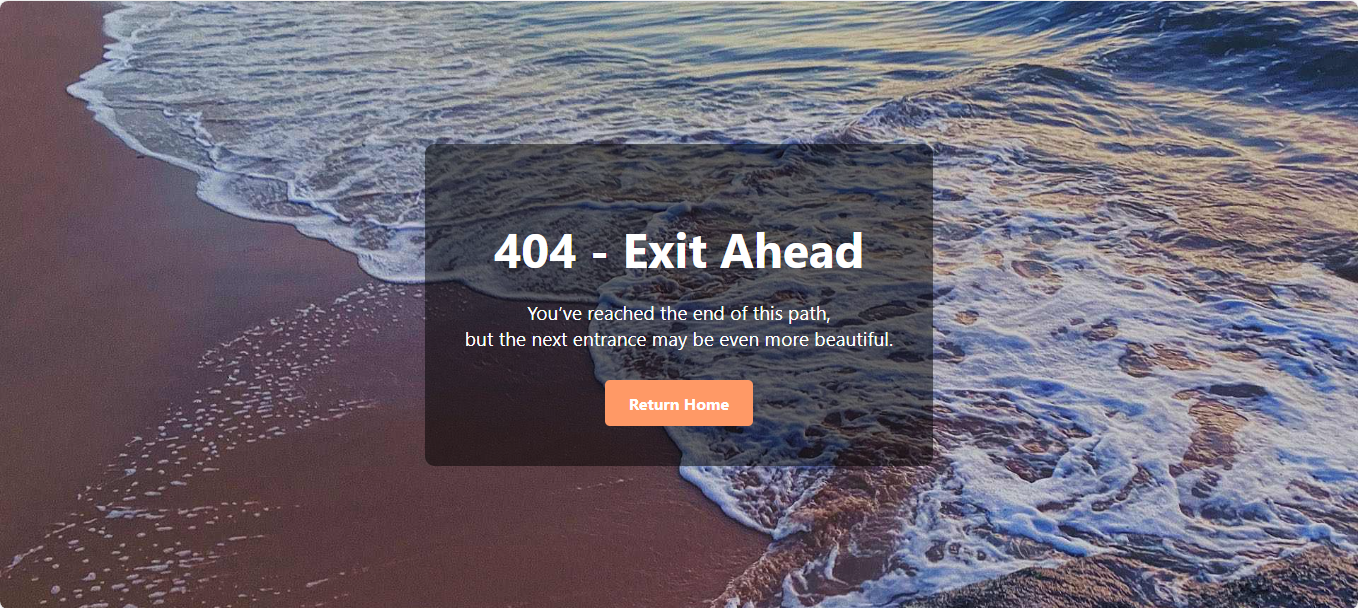 404 - Exit Ahead
You’ve reached the end of this path,
but the next entrance may be even more beautiful.
Return Home